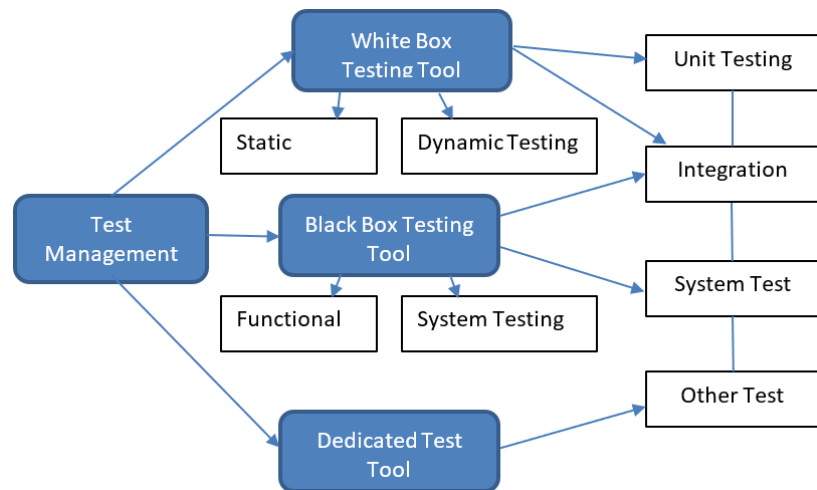 White Box
Testing Tool
Unit Testing
Static
Dynamic Testing
Integration
Test
Management
Black Box Testing
Tool
System Test
Functional
System Testing
Other Test
Dedicated Test
Tool